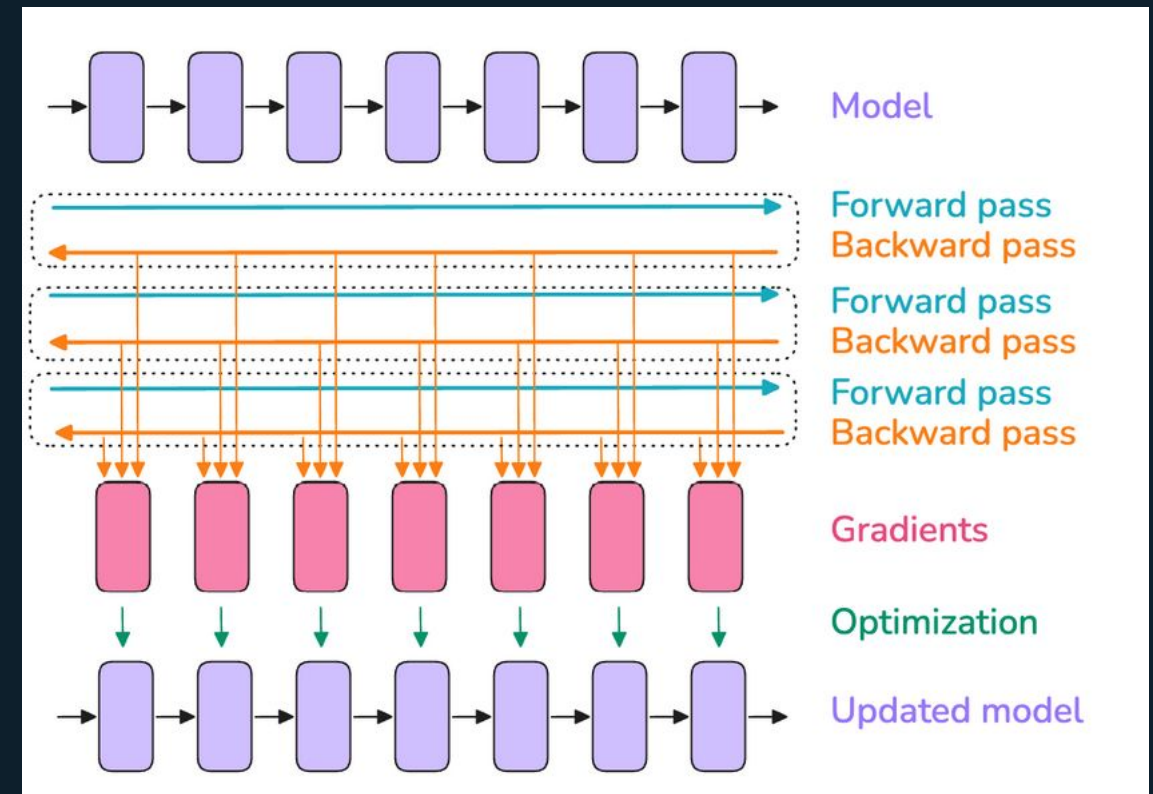 Model
Forward pass
Backward pass
Forward pass
Backward pass
Forward pass
Backward pass
Gradients
Optimization
Updated model